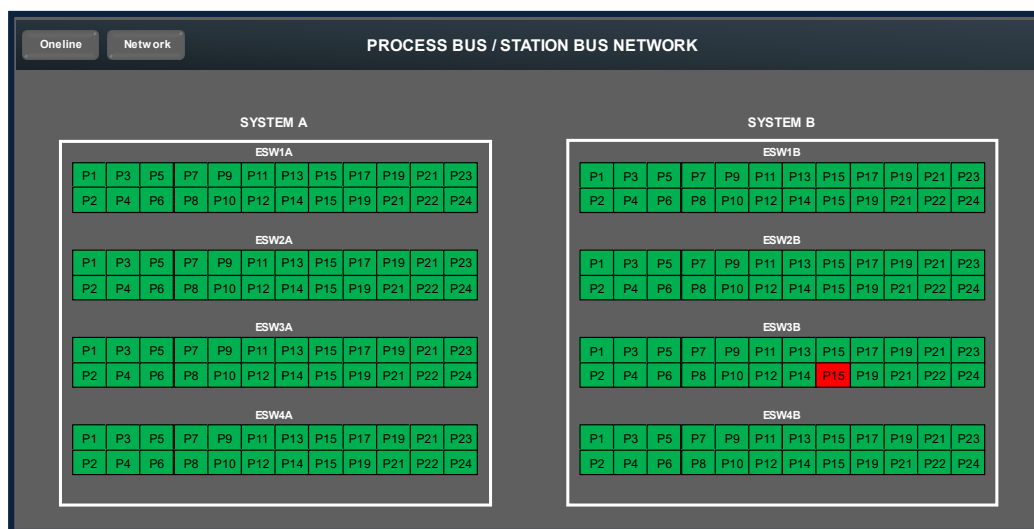 Oneline Network PROCESS BUS / STATION BUS NETWORK
SYSTEM A
ESW1A
P1 P3 P5 P7 P9 P11 P13 P15 P17 P19 P21 P23
P2 P4 P6 P8 P10 P12 P14 P15 P19 P21 P22 P24
ESW2A
P1 P3 P5 P7 P9 P11 P13 P15 P17 P19 P21 P23
P2 P4 P6 P8 P10 P12 P14 P15 P19 P21 P22 P24
ESW3A
P1 P3 P5 P7 P9 P11 P13 P15 P17 P19 P21 P23
P2 P4 P6 P8 P10 P12 P14 P15 P19 P21 P22 P24
ESW4A
P1 P3 P5 P7 P9 P11 P13 P15 P17 P19 P21 P23
P2 P4 P6 P8 P10 P12 P14 P15 P19 P21 P22 P24
SYSTEM B
ESW1B
P1 P3 P5 P7 P9 P11 P13 P15 P17 P19 P21 P23
P2 P4 P6 P8 P10 P12 P14 P15 P19 P21 P22 P24
ESW2B
P1 P3 P5 P7 P9 P11 P13 P15 P17 P19 P21 P23
P2 P4 P6 P8 P10 P12 P14 P15 P19 P21 P22 P24
ESW3B
P1 P3 P5 P7 P9 P11 P13 P15 P17 P19 P21 P23
P2 P4 P6 P8 P10 P12 P14 P15 P19 P21 P22 P24
ESW4B
P1 P3 P5 P7 P9 P11 P13 P15 P17 P19 P21 P23
P2 P4 P6 P8 P10 P12 P14 P15 P19 P21 P22 P24